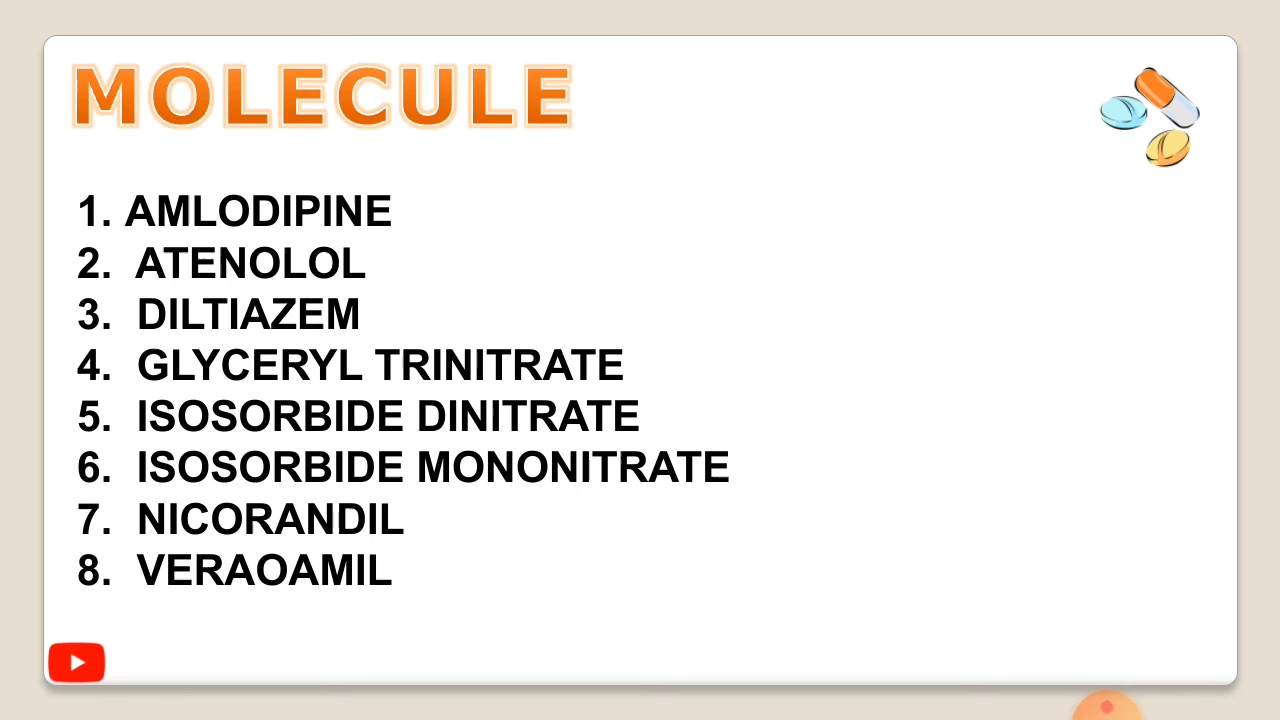 MOLECULE
1. AMLODIPINE
2. ATENOLOL
3. DILTIAZEM
4. GLYCERYL TRINITRATE
5. ISOSORBIDE DINITRATE
6. ISOSORBIDE MONONITRATE
7. NICORANDIL
8. VERAOAMIL